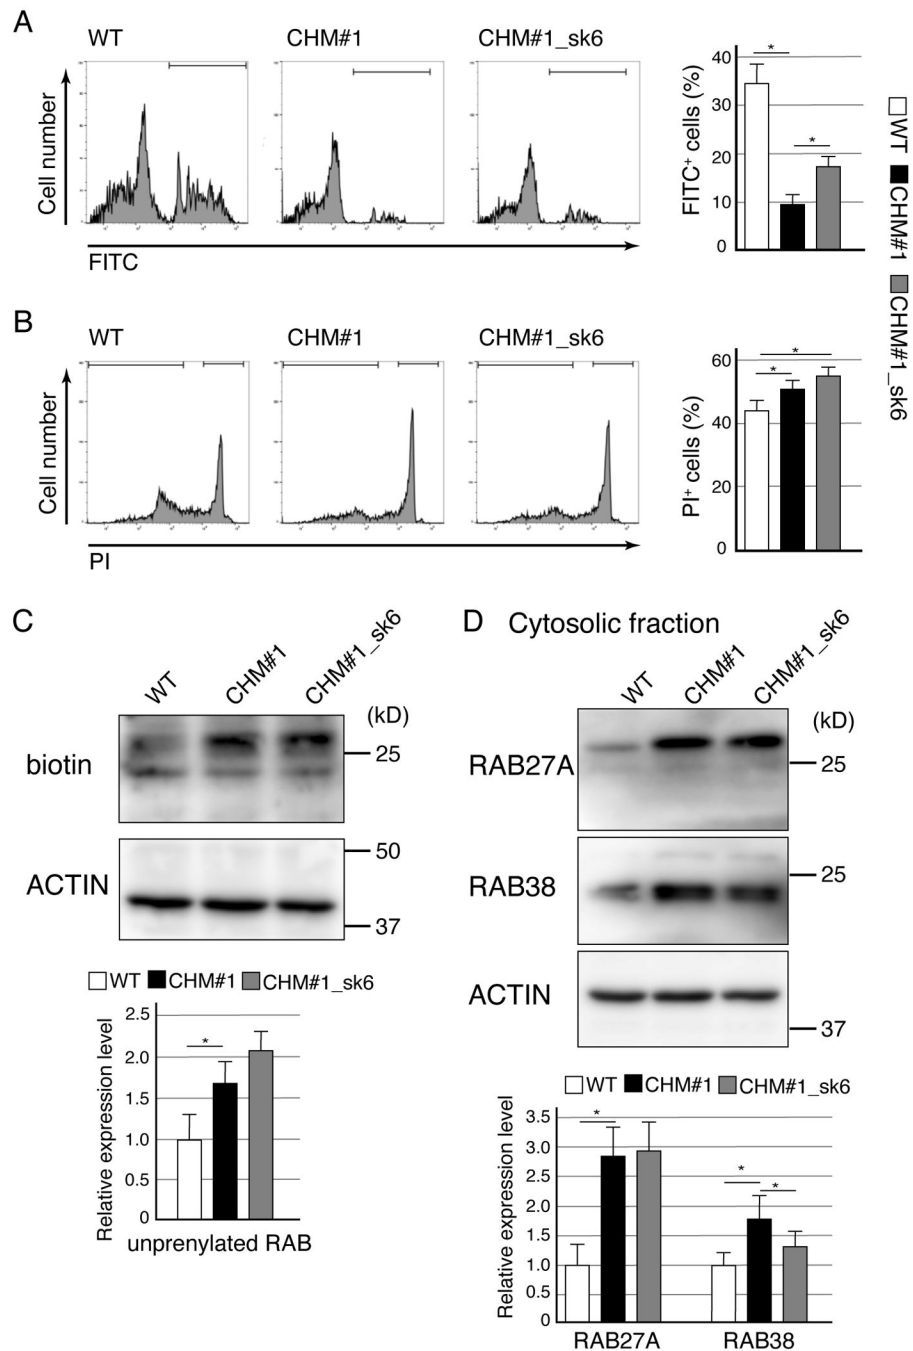 A
WT
CHM#1
CHM#1_sk6
Cell number
FITC
FITC+ cells (%)
40
30
20
10
0
*
*
WT CHM#1 CHM#1_sk6
B
WT
CHM#1
CHM#1_sk6
Cell number
PI
PI+ cells (%)
60
40
20
0
*
*
C
WT
CHM#1
CHM#1_sk6
(kD)
biotin
25
50
ACTIN
37
WT CHM#1 CHM#1_sk6
Relative expression level
2.5
2.0
1.5
1.0
0.5
0
*
unprenylated RAB
D Cytosolic fraction
WT
CHM#1
CHM#1_sk6
(kD)
RAB27A
25
RAB38
25
ACTIN
37
WT CHM#1 CHM#1_sk6
Relative expression level
3.5
3.0
2.5
2.0
1.5
1.0
0.5
0
*
*
*
RAB27A RAB38